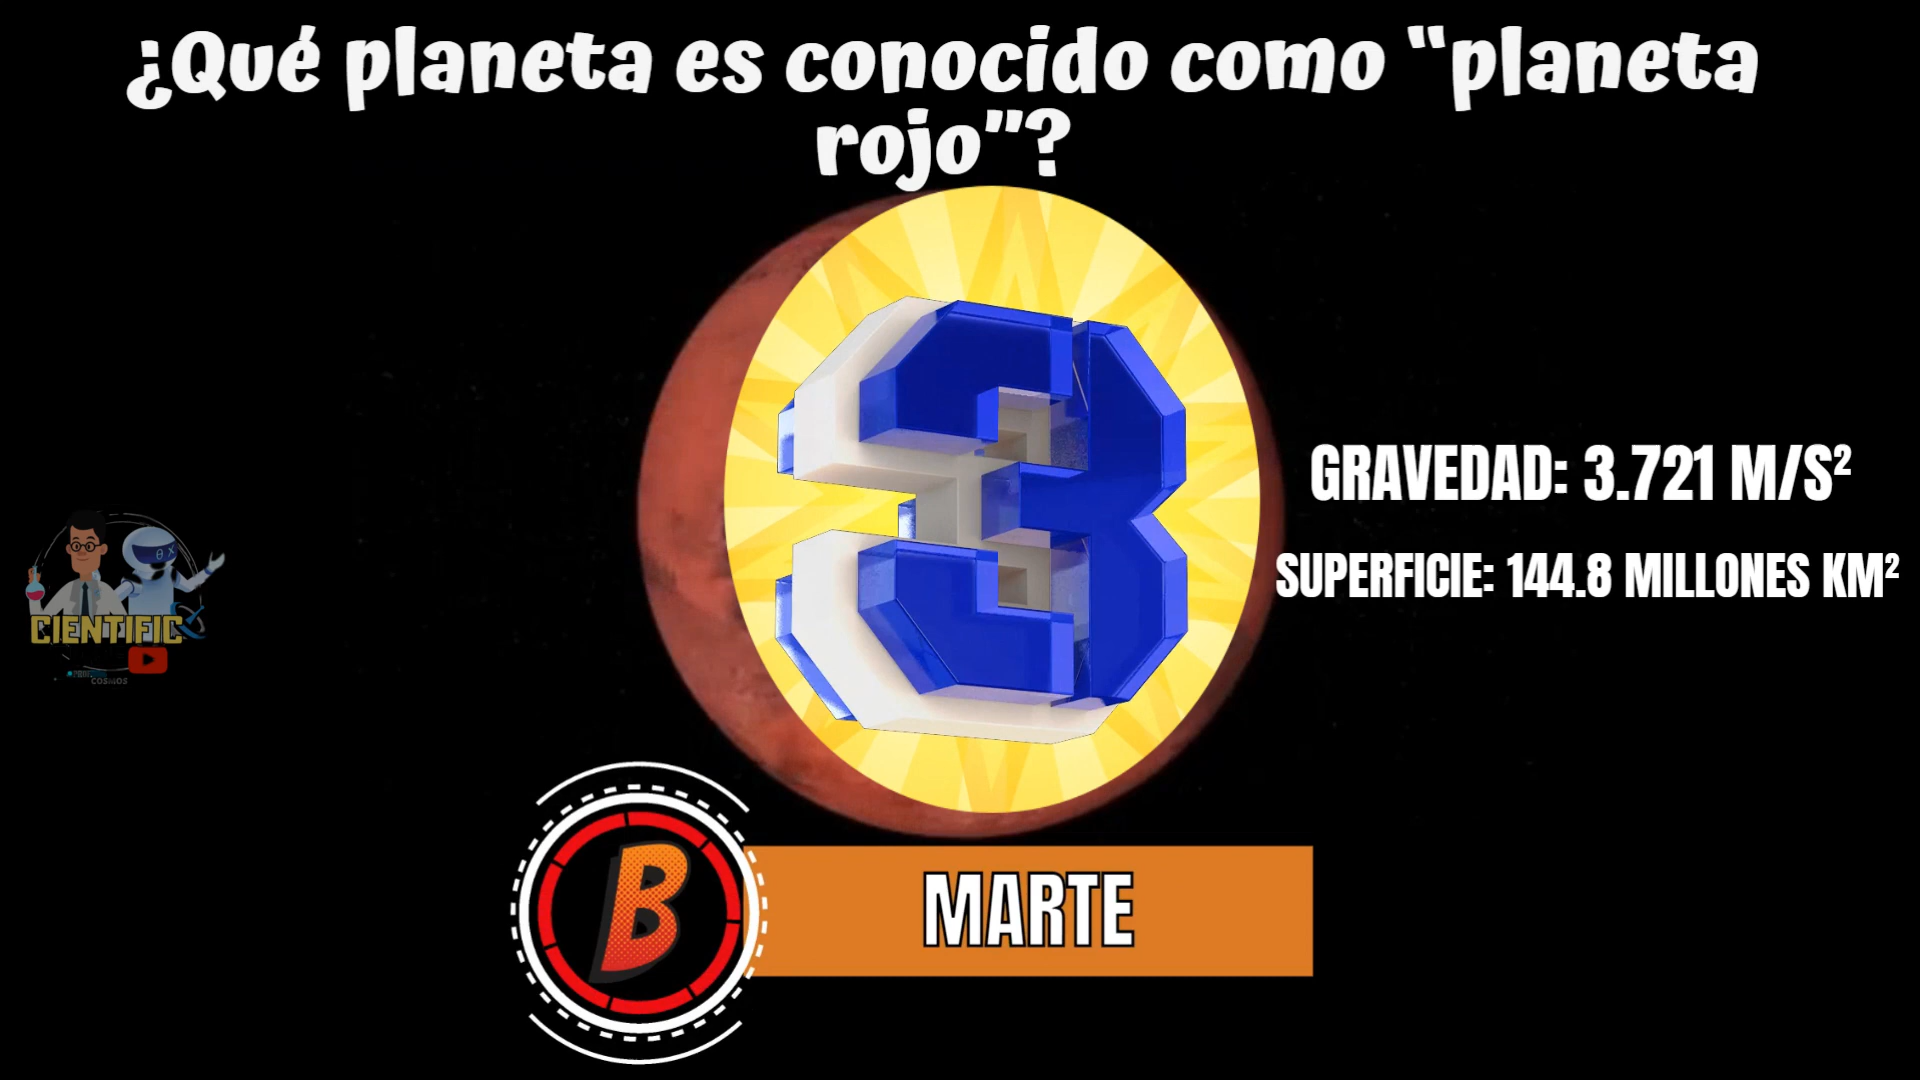 ¿Qué planeta es conocido como “planeta
rojo”?
3
GRAVEDAD: 3.721 M/S²
SUPERFICIE: 144.8 MILLONES KM²
CIENTIFIC
COSMOS
B
MARTE